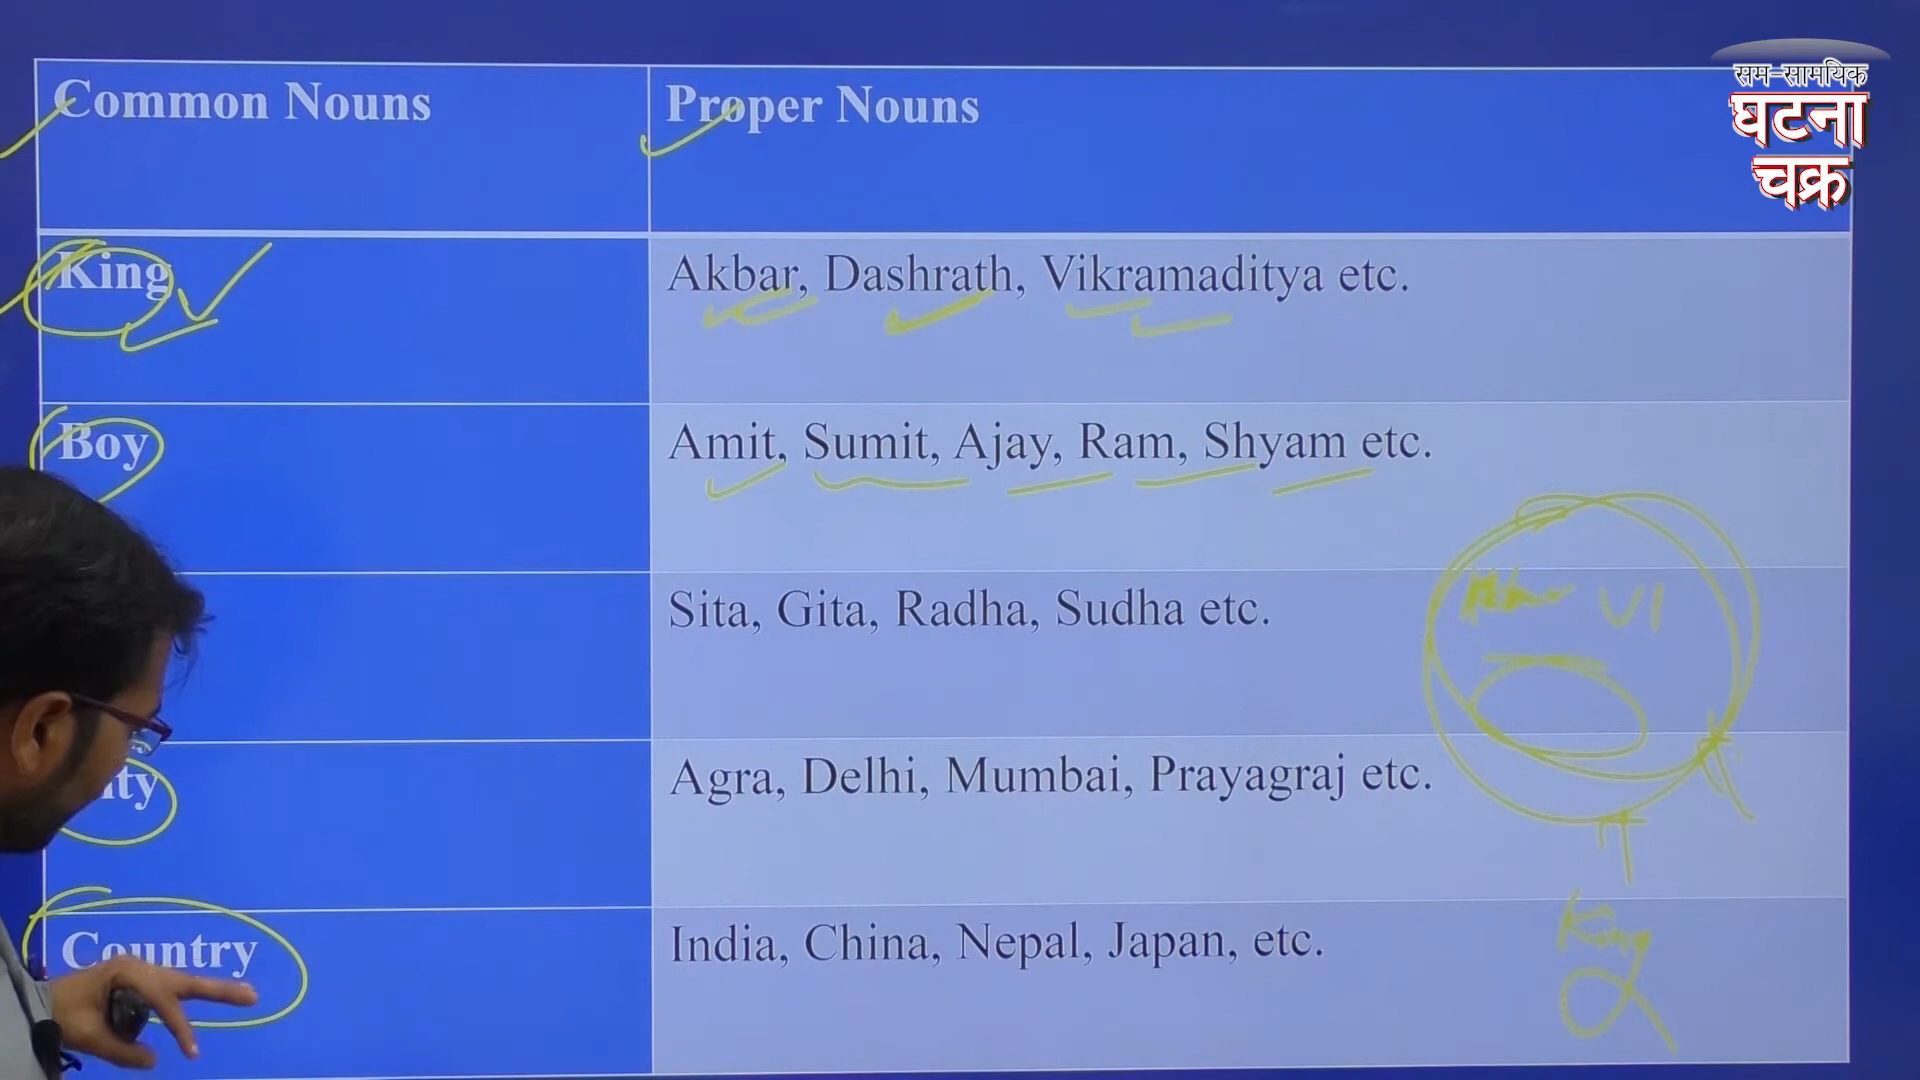 सम-सामयिक
घटना
चक्र
Common Nouns Proper Nouns
King Akbar, Dashrath, Vikramaditya etc.
Boy Amit, Sumit, Ajay, Ram, Shyam etc.
Sita, Gita, Radha, Sudha etc.
Agra, Delhi, Mumbai, Prayagraj etc.
Country India, China, Nepal, Japan, etc.
King